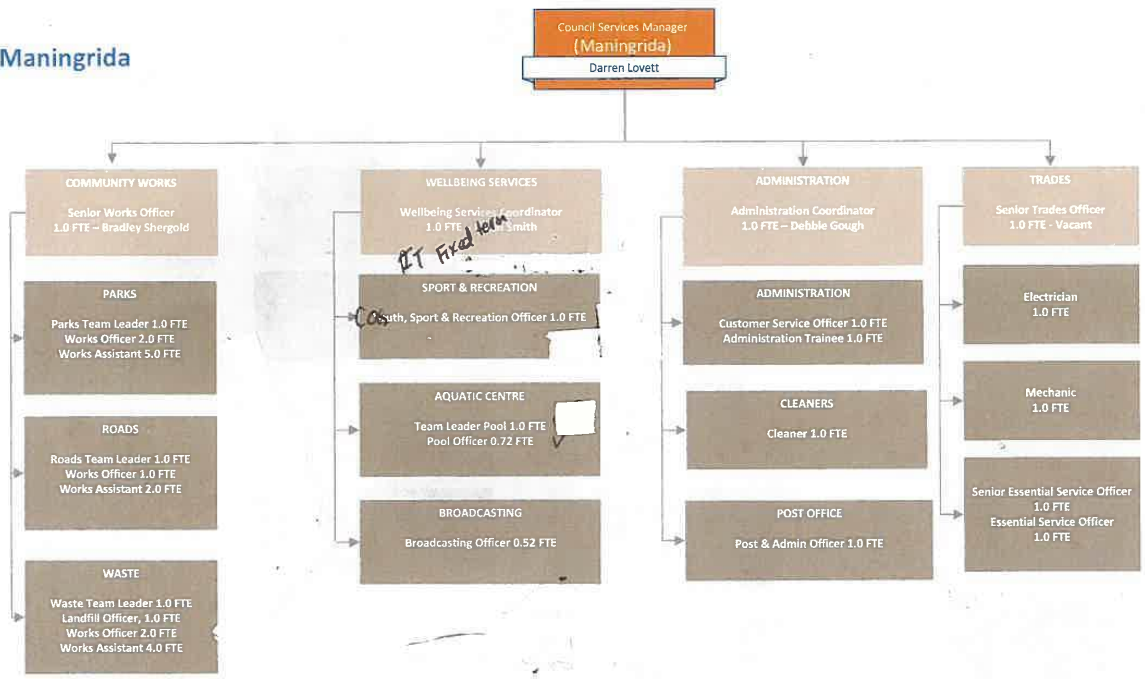 Maningrida
Council Services Manager
(Maningrida)
Darren Lovett
COMMUNITY WORKS
Senior Works Officer
1.0 FTE – Bradley Shergold
PARKS
Parks Team Leader 1.0 FTE
Works Officer 2.0 FTE
Works Assistant 5.0 FTE
ROADS
Roads Team Leader 1.0 FTE
Works Officer 1.0 FTE
Works Assistant 2.0 FTE
WASTE
Waste Team Leader 1.0 FTE
Landfill Officer, 1.0 FTE
Works Officer 2.0 FTE
Works Assistant 4.0 FTE
WELLBEING SERVICES
Wellbeing Services Coordinator
1.0 FTE Smith
Fixed term
SPORT & RECREATION
Sport & Recreation Officer 1.0 FTE
AQUATIC CENTRE
Team Leader Pool 1.0 FTE
Pool Officer 0.72 FTE
BROADCASTING
Broadcasting Officer 0.52 FTE
ADMINISTRATION
Administration Coordinator
1.0 FTE – Debbie Gough
ADMINISTRATION
Customer Service Officer 1.0 FTE
Administration Trainee 1.0 FTE
CLEANERS
Cleaner 1.0 FTE
POST OFFICE
Post & Admin Officer 1.0 FTE
TRADES
Senior Trades Officer
1.0 FTE - Vacant
Electrician
1.0 FTE
Mechanic
1.0 FTE
Senior Essential Service Officer
1.0 FTE
Essential Service Officer
1.0 FTE